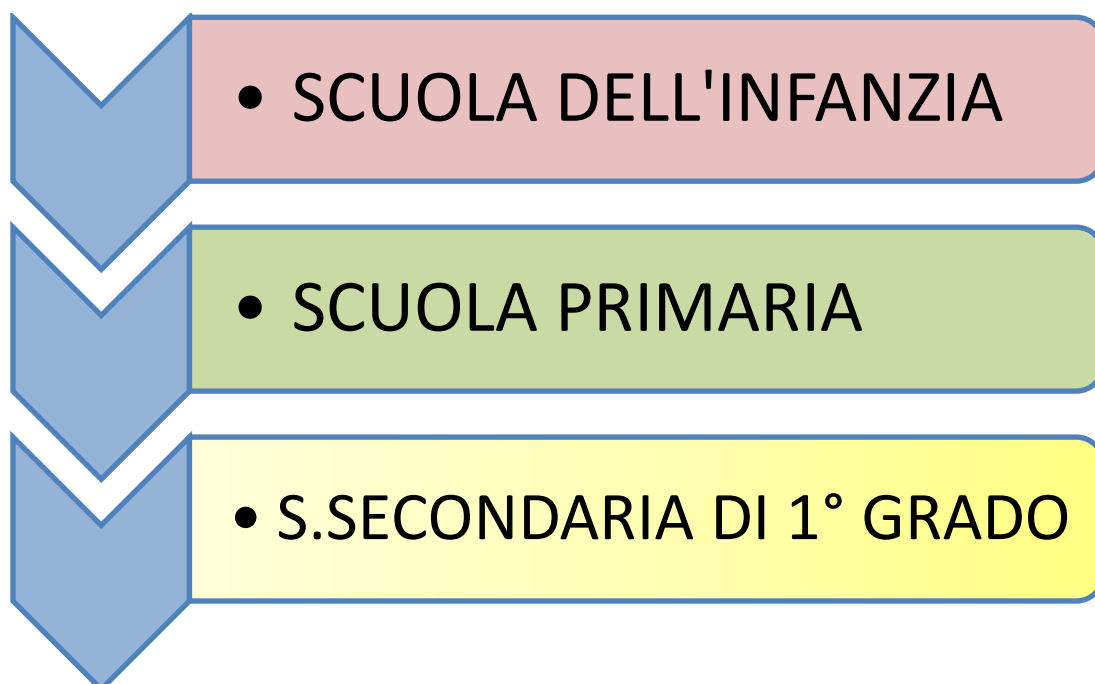 • SCUOLA DELL'INFANZIA
• SCUOLA PRIMARIA
• S.SECONDARIA DI 1° GRADO